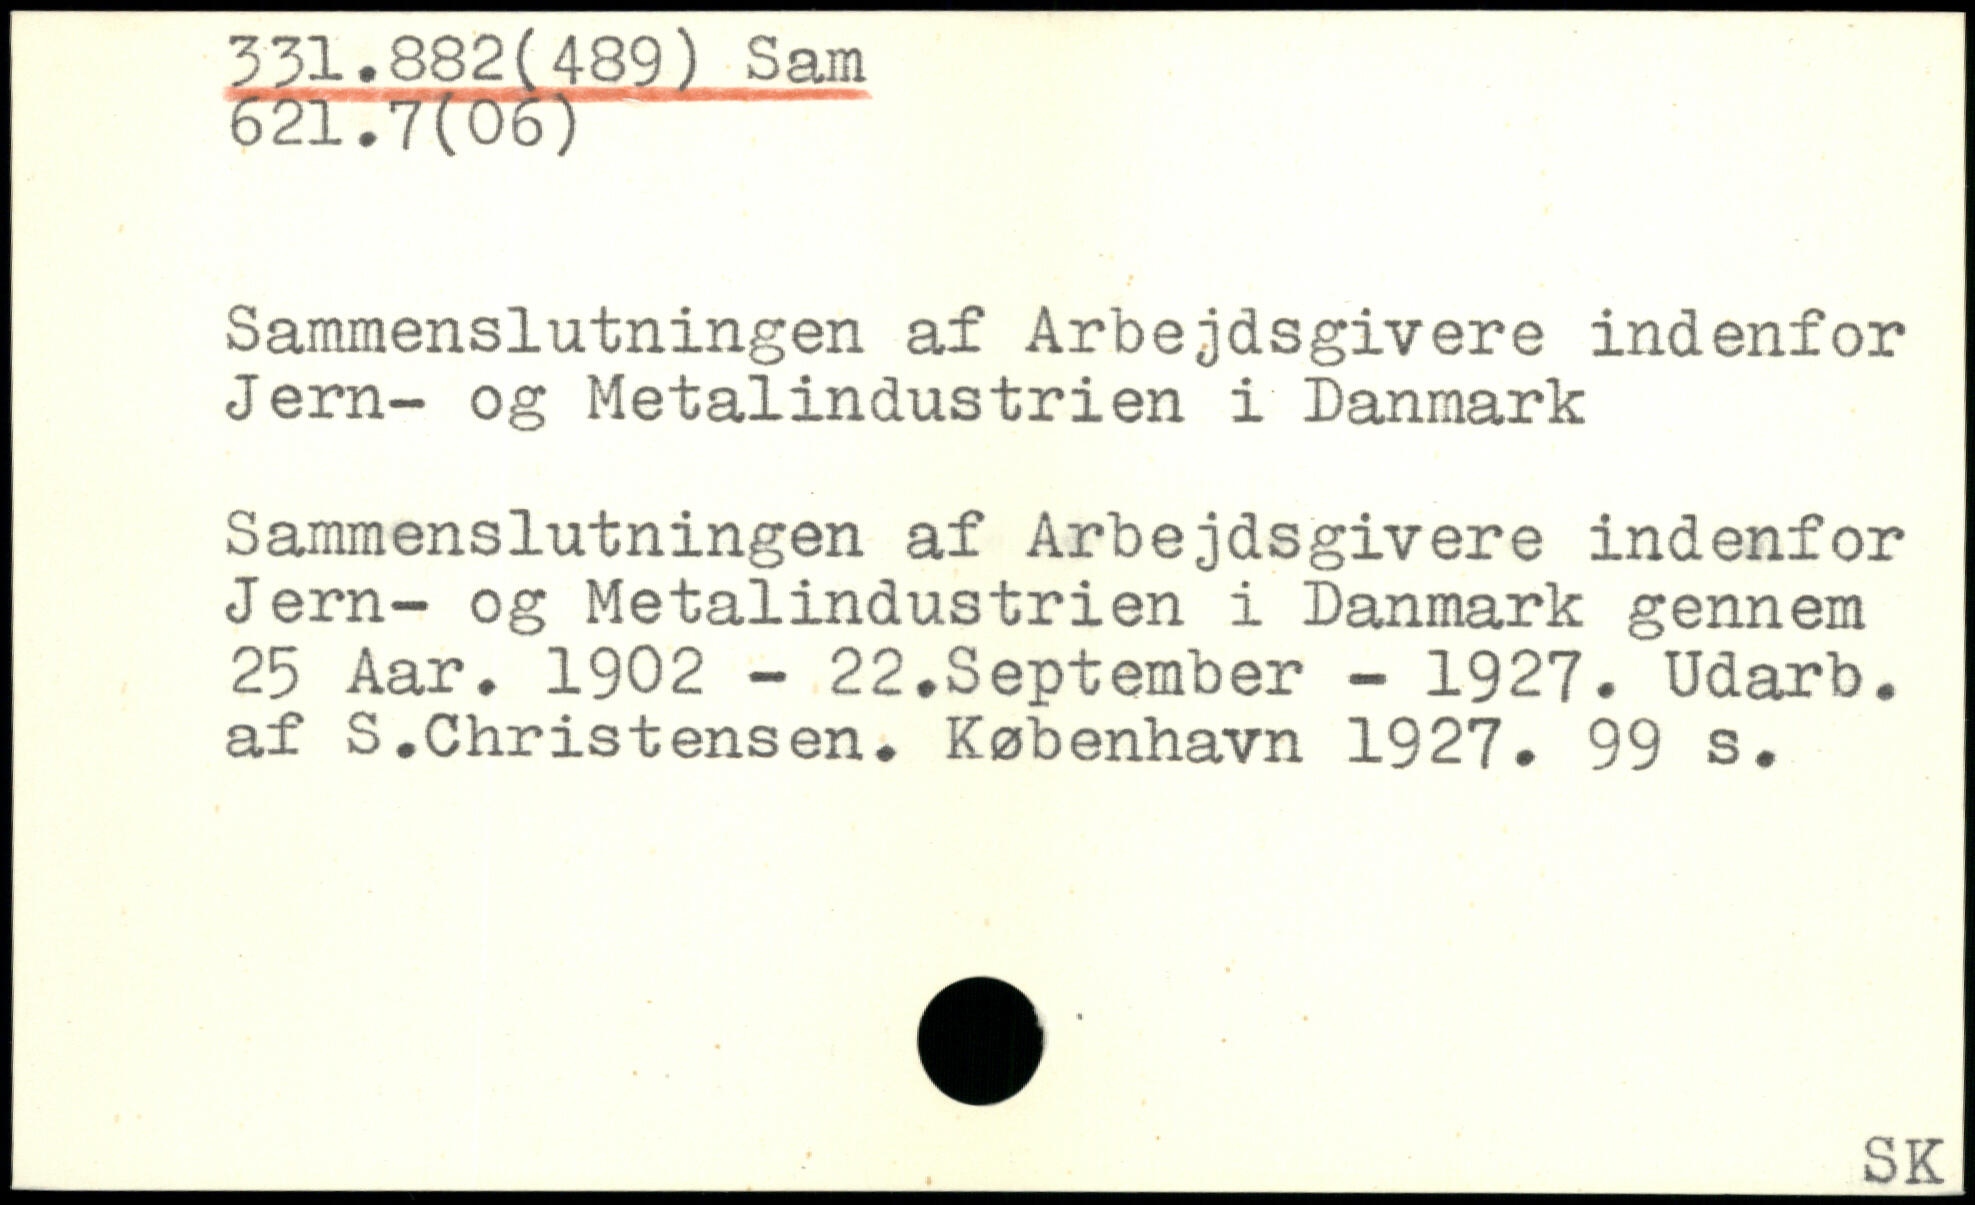 331.882(489) Sam
621.7(06)
Sammenslutningen af Arbejdsgivere indenfor
Jern- og Metalindustrien i Danmark
Sammenslutningen af Arbejdsgivere indenfor
Jern- og Metalindustrien i Danmark gennem
25 Aar. 1902 - 22.September - 1927. Udarb.
af S.Christensen. København 1927. 99 s.
SK